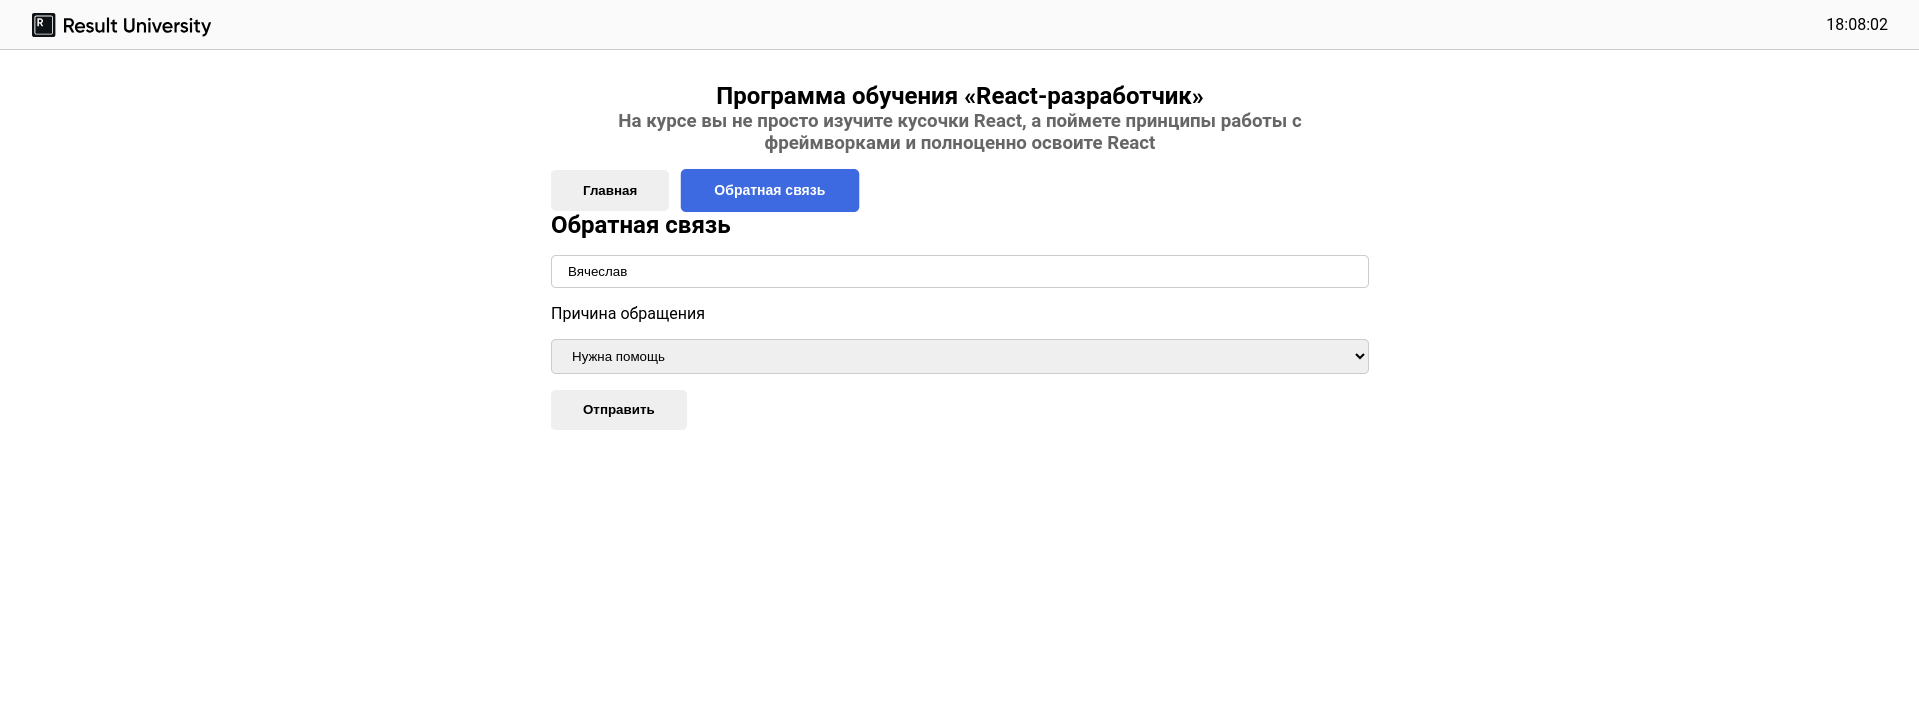 R Result University
18:08:02
Программа обучения «React-разработчик»
На курсе вы не просто изучите кусочки React, а поймете принципы работы с
фреймворками и полноценно освоите React
Главная
Обратная связь
Обратная связь
Вячеслав
Причина обращения
Нужна помощь
Отправить